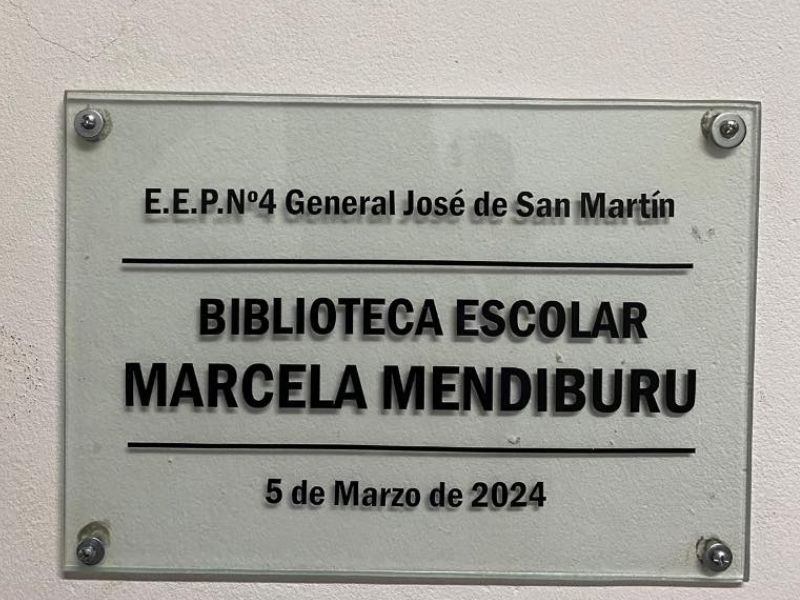 E.E.P.Nº4 General José de San Martín
BIBLIOTECA ESCOLAR
MARCELA MENDIBURU
5 de Marzo de 2024